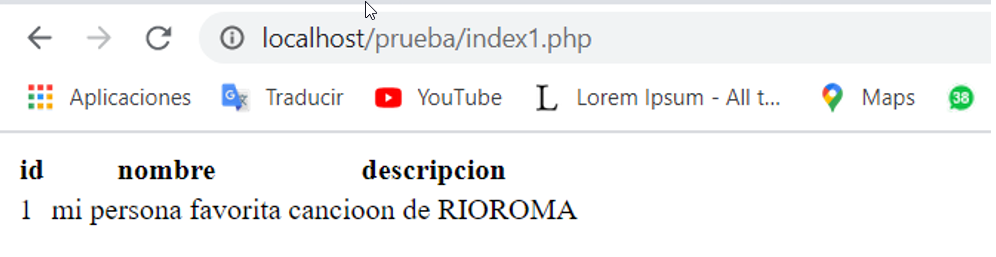 localhost/prueba/index1.php
Aplicaciones Traducir YouTube L Lorem Ipsum - All t... Maps 38
id nombre descripcion
1 mi persona favorita cancioon de RIOROMA